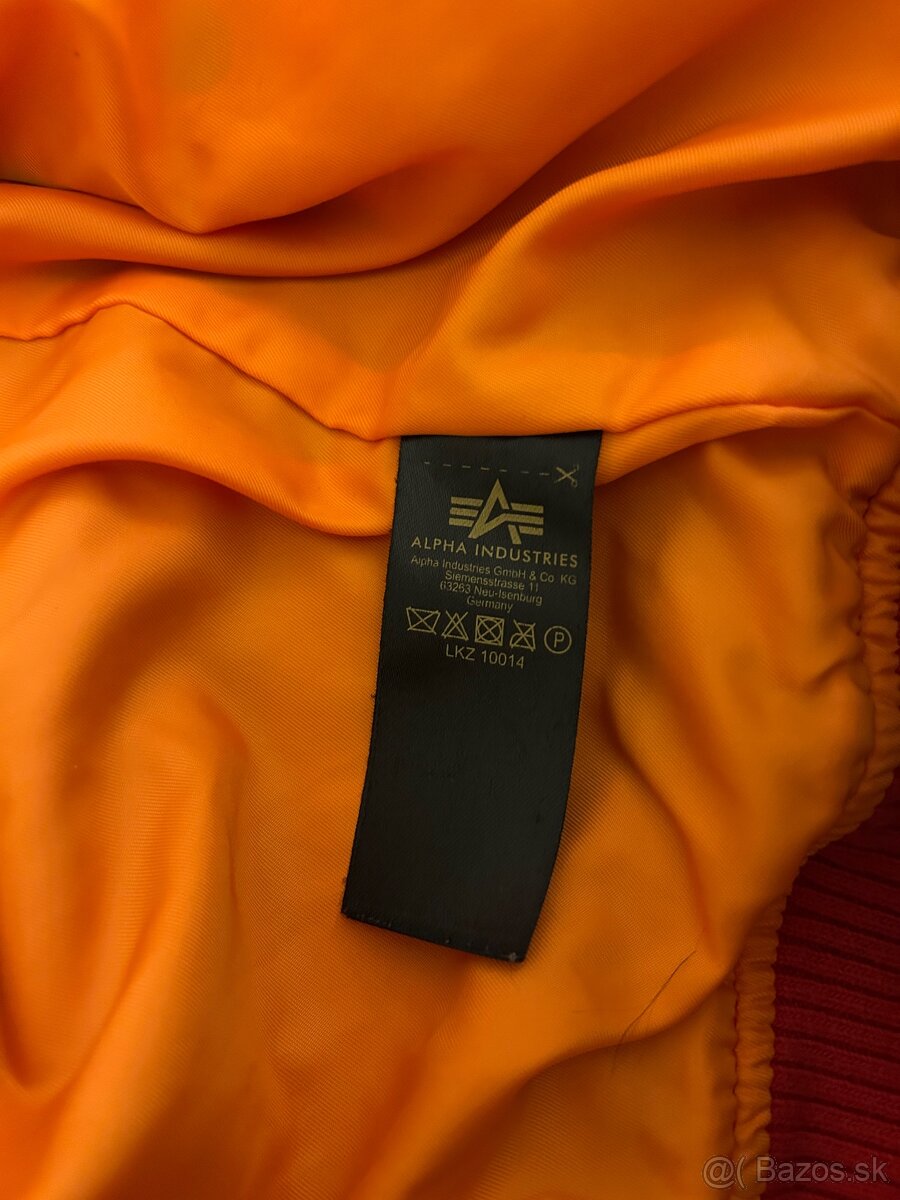 ALPHA INDUSTRIES
Alpha Industries GmbH & Co. KG
Siemensstrasse 11
63263 Neu-Isenburg
Germany
P
LKZ 10014
@( Bazos.sk